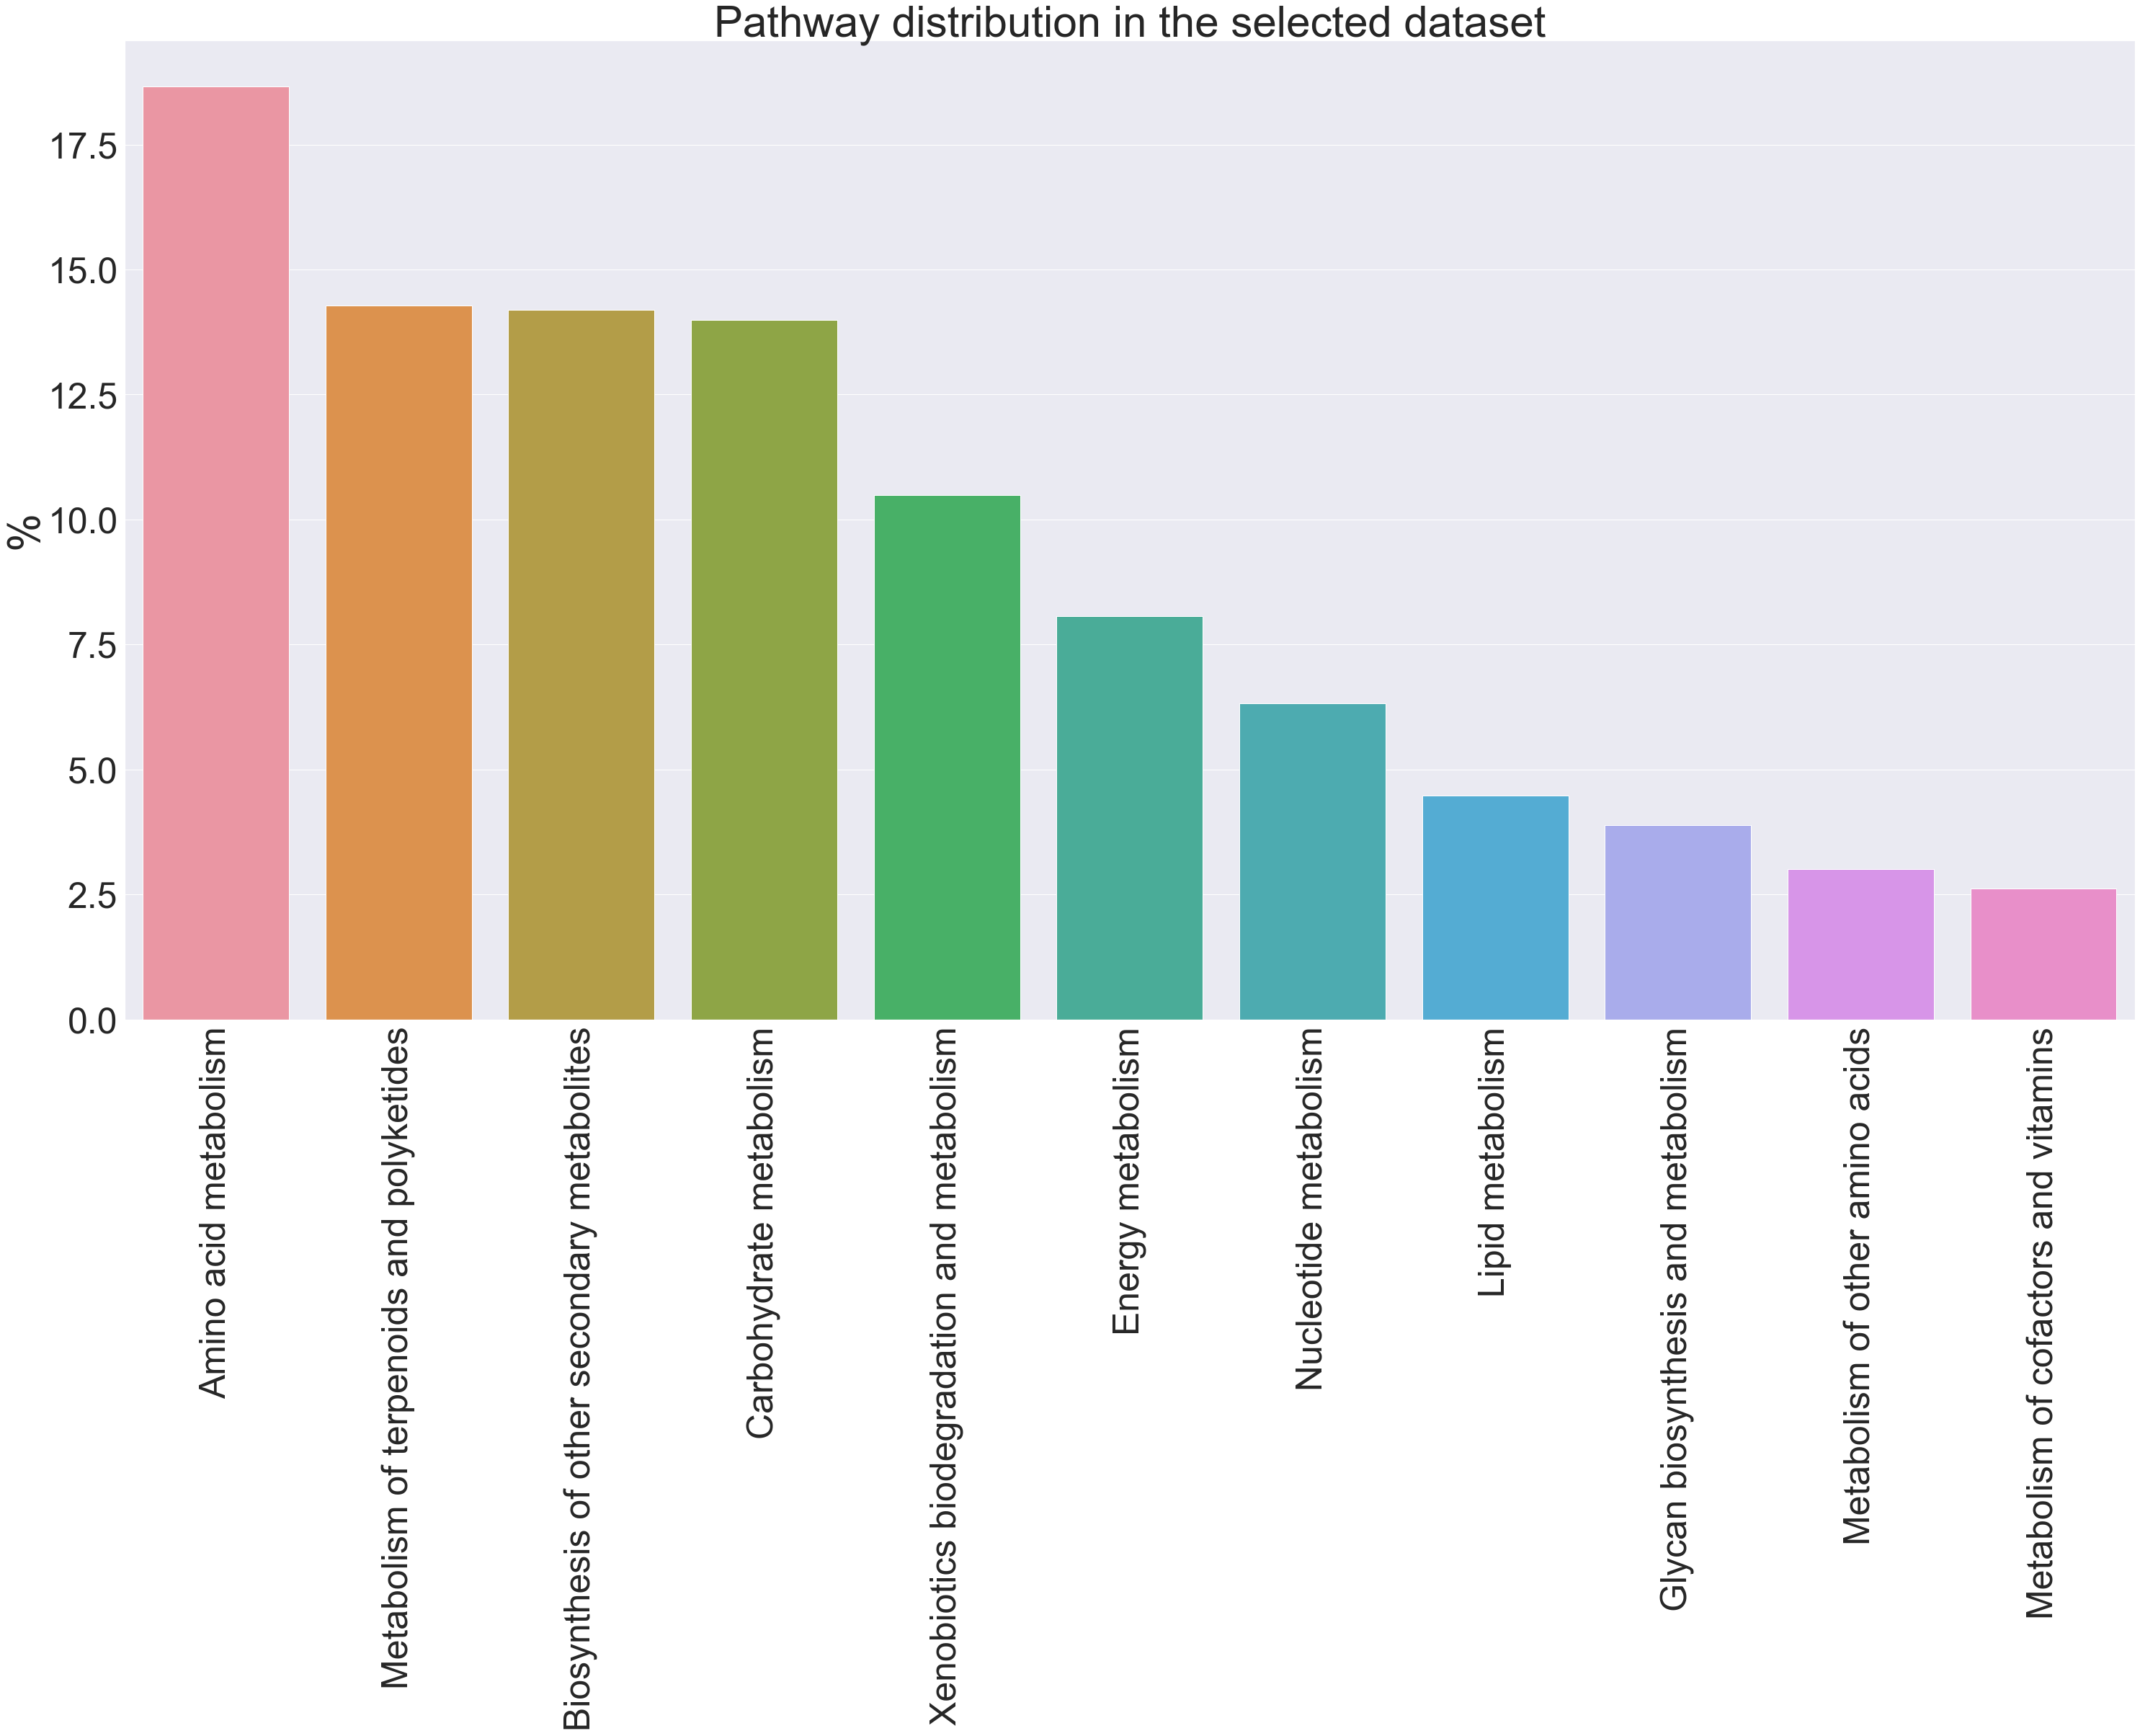 Pathway distribution in the selected dataset
%
17.5
15.0
12.5
10.0
7.5
5.0
2.5
0.0
Amino acid metabolism
Metabolism of terpenoids and polyketides
Biosynthesis of other secondary metabolites
Carbohydrate metabolism
Xenobiotics biodegradation and metabolism
Energy metabolism
Nucleotide metabolism
Lipid metabolism
Glycan biosynthesis and metabolism
Metabolism of other amino acids
Metabolism of cofactors and vitamins